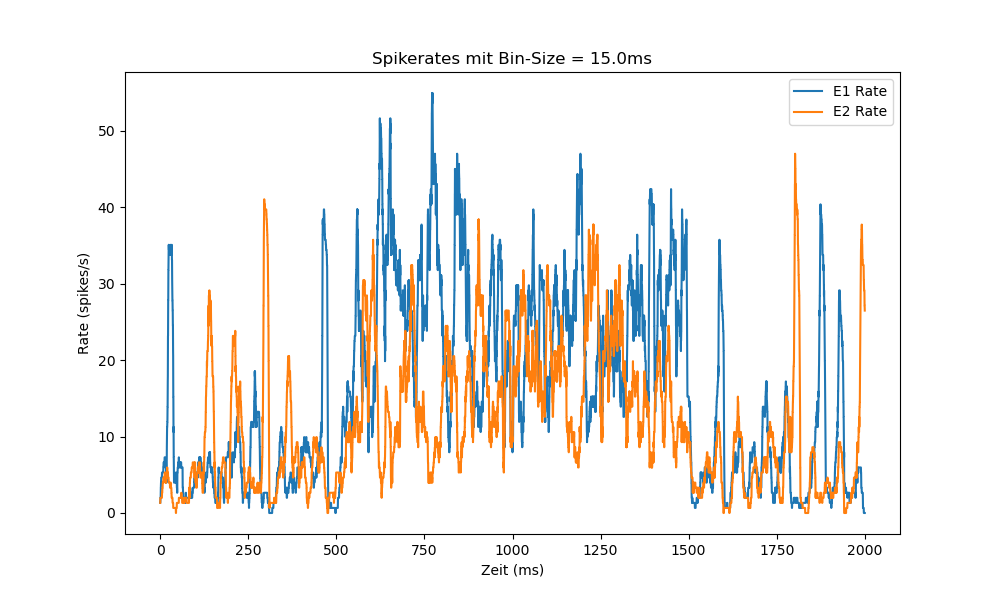 Spikerates mit Bin-Size = 15.0ms
E1 Rate
E2 Rate
50
40
30
20
10
0
Rate (spikes/s)
0 250 500 750 1000 1250 1500 1750 2000
Zeit (ms)